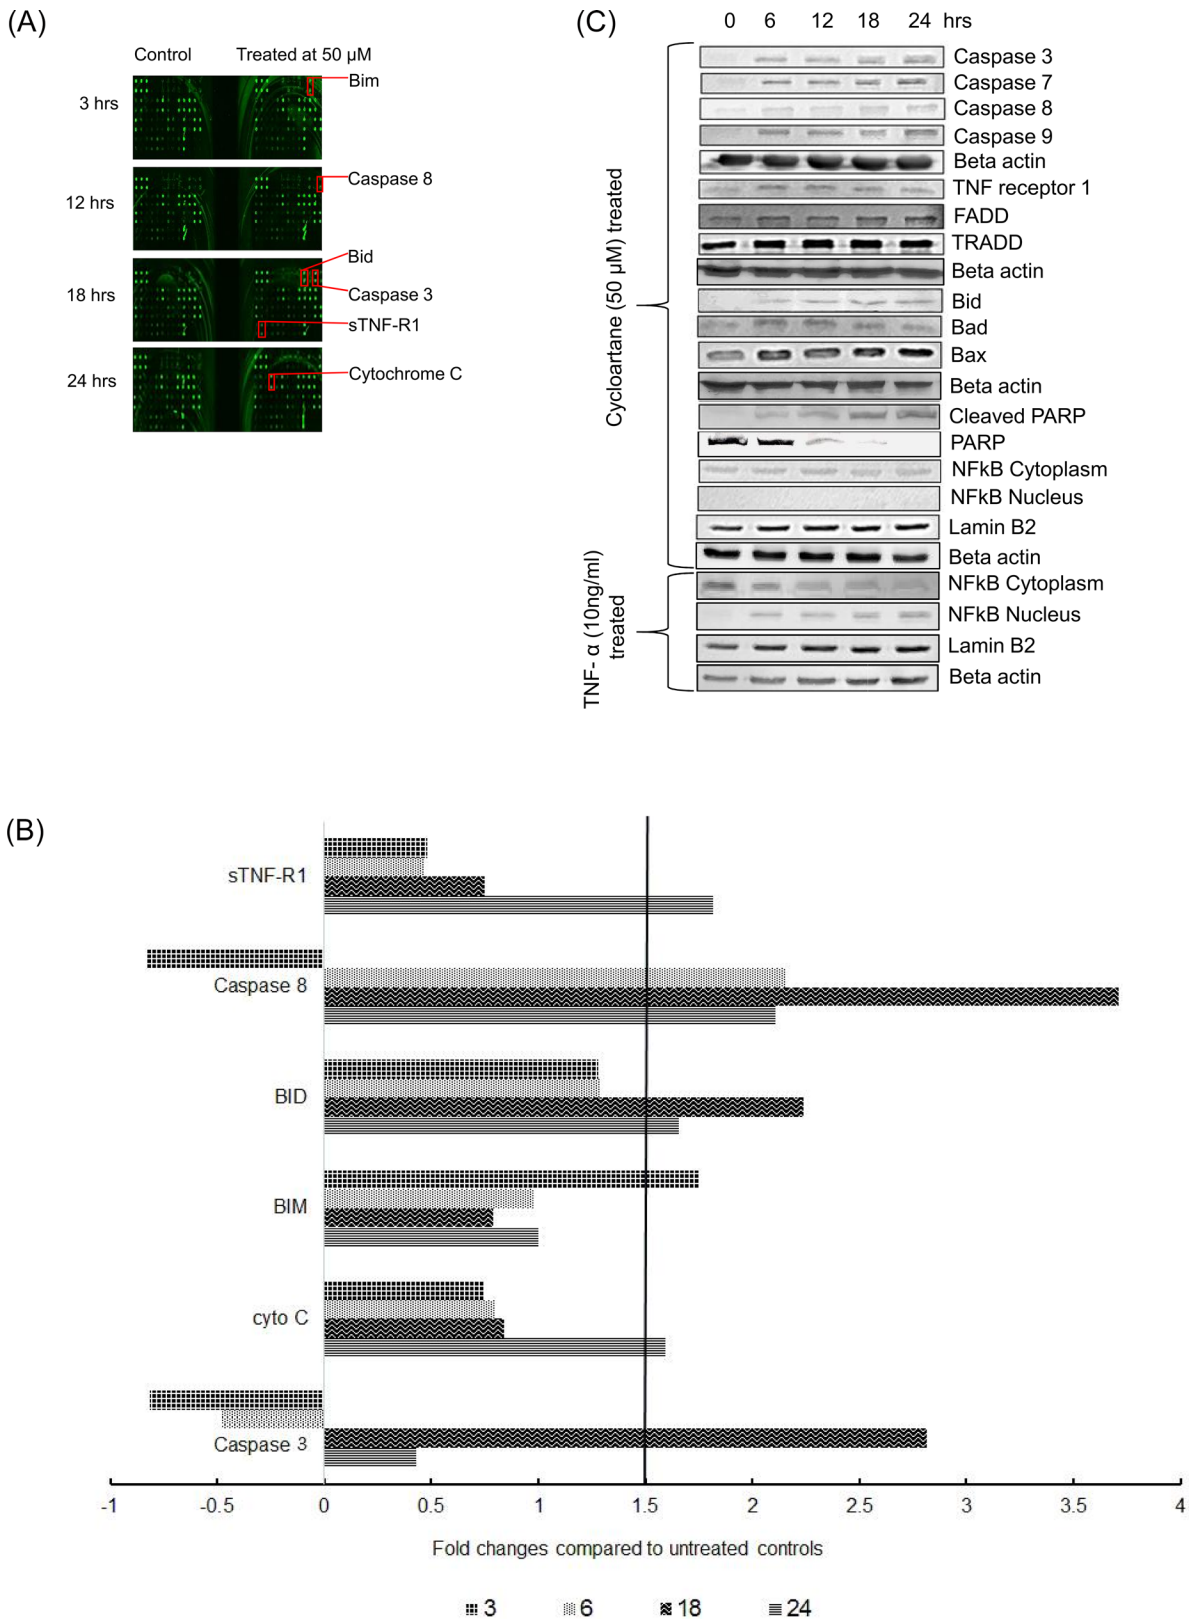 (A)
Control Treated at 50 µM
3 hrs
Bim
12 hrs
Caspase 8
18 hrs
Bid
Caspase 3
sTNF-R1
24 hrs
Cytochrome C
(C)
0 6 12 18 24 hrs
Cycloartane (50 µM) treated
Caspase 3
Caspase 7
Caspase 8
Caspase 9
Beta actin
TNF receptor 1
FADD
TRADD
Beta actin
Bid
Bad
Bax
Beta actin
Cleaved PARP
PARP
NFkB Cytoplasm
NFkB Nucleus
Lamin B2
Beta actin
TNF- α (10ng/ml)
treated
NFkB Cytoplasm
NFkB Nucleus
Lamin B2
Beta actin
(B)
sTNF-R1
Caspase 8
BID
BIM
cyto C
Caspase 3
-1 -0.5 0 0.5 1 1.5 2 2.5 3 3.5 4
Fold changes compared to untreated controls
3 6 18 24